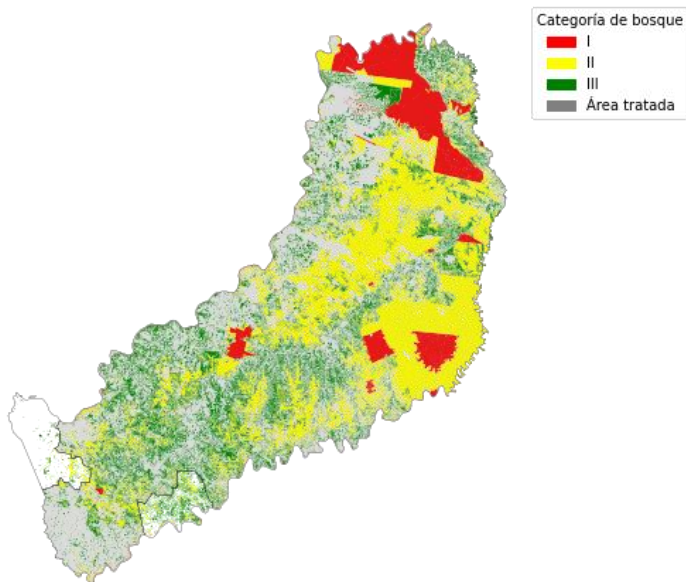 Categoría de bosque
I
II
III
Área tratada